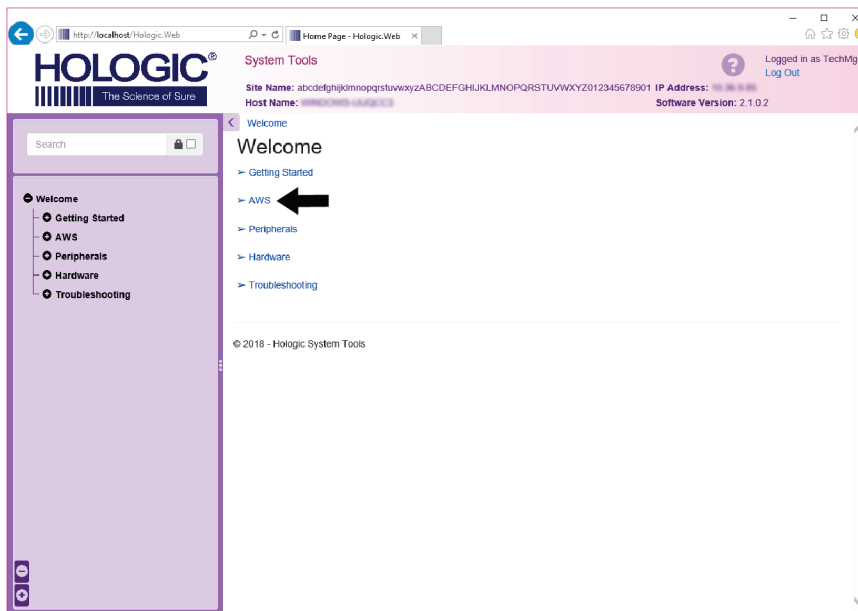 http://localhost/Hologic.Web
Home Page - Hologic.Web
HOLOGIC®
The Science of Sure
System Tools
Logged in as TechMg
Log Out
Site Name: abcdefghijklmnopqrstuvwxyzABCDEFGHIJKLMNOPQRSTUVWXYZ012345678901 IP Address:
Host Name: Software Version: 2.1.0.2
Search
Welcome
Getting Started
AWS
Peripherals
Hardware
Troubleshooting
Welcome
Welcome
➢ Getting Started
➢ AWS
➢ Peripherals
➢ Hardware
➢ Troubleshooting
© 2018 - Hologic System Tools